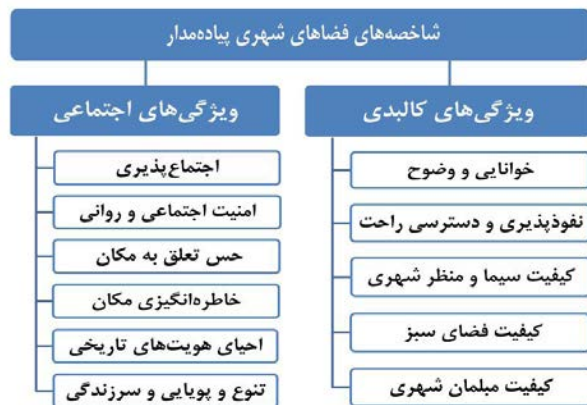 شاخصه‌های فضاهای شهری پیاده‌مدار
ویژگی‌های کالبدی
خوانایی و وضوح
نفوذپذیری و دسترسی راحت
کیفیت سیما و منظر شهری
کیفیت فضای سبز
کیفیت مبلمان شهری
ویژگی‌های اجتماعی
اجتماع‌پذیری
امنیت اجتماعی و روانی
حس تعلق به مکان
خاطره‌انگیزی مکان
احیای هویت‌های تاریخی
تنوع و پویایی و سرزندگی